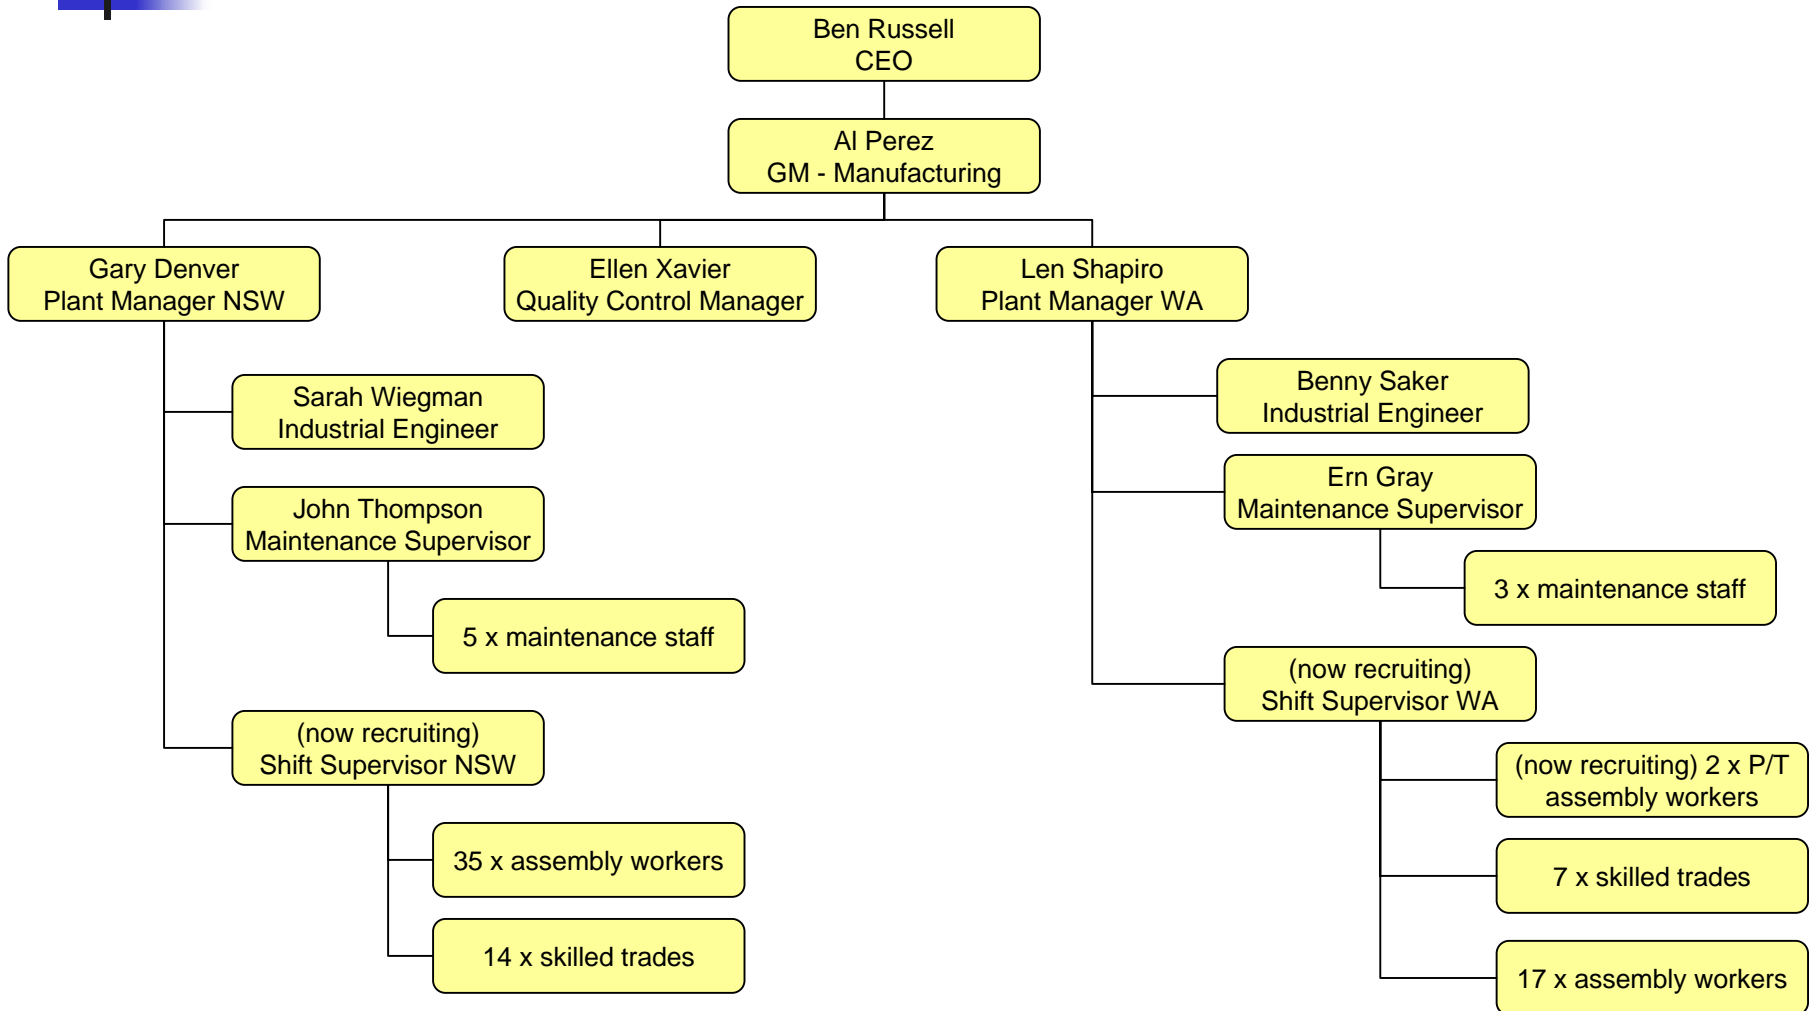 Ben Russell
CEO
Al Perez
GM - Manufacturing
Gary Denver
Plant Manager NSW
Ellen Xavier
Quality Control Manager
Len Shapiro
Plant Manager WA
Sarah Wiegman
Industrial Engineer
John Thompson
Maintenance Supervisor
5 x maintenance staff
(now recruiting)
Shift Supervisor NSW
35 x assembly workers
14 x skilled trades
Benny Saker
Industrial Engineer
Ern Gray
Maintenance Supervisor
3 x maintenance staff
(now recruiting)
Shift Supervisor WA
(now recruiting) 2 x P/T
assembly workers
7 x skilled trades
17 x assembly workers